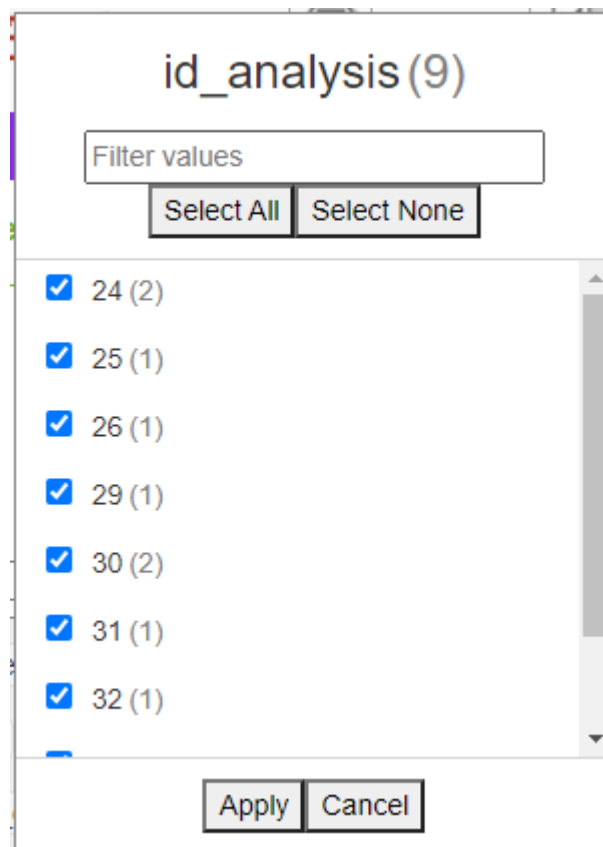 id_analysis (9)
Filter values
Select All Select None
24 (2)
25 (1)
26 (1)
29 (1)
30 (2)
31 (1)
32 (1)
Apply Cancel